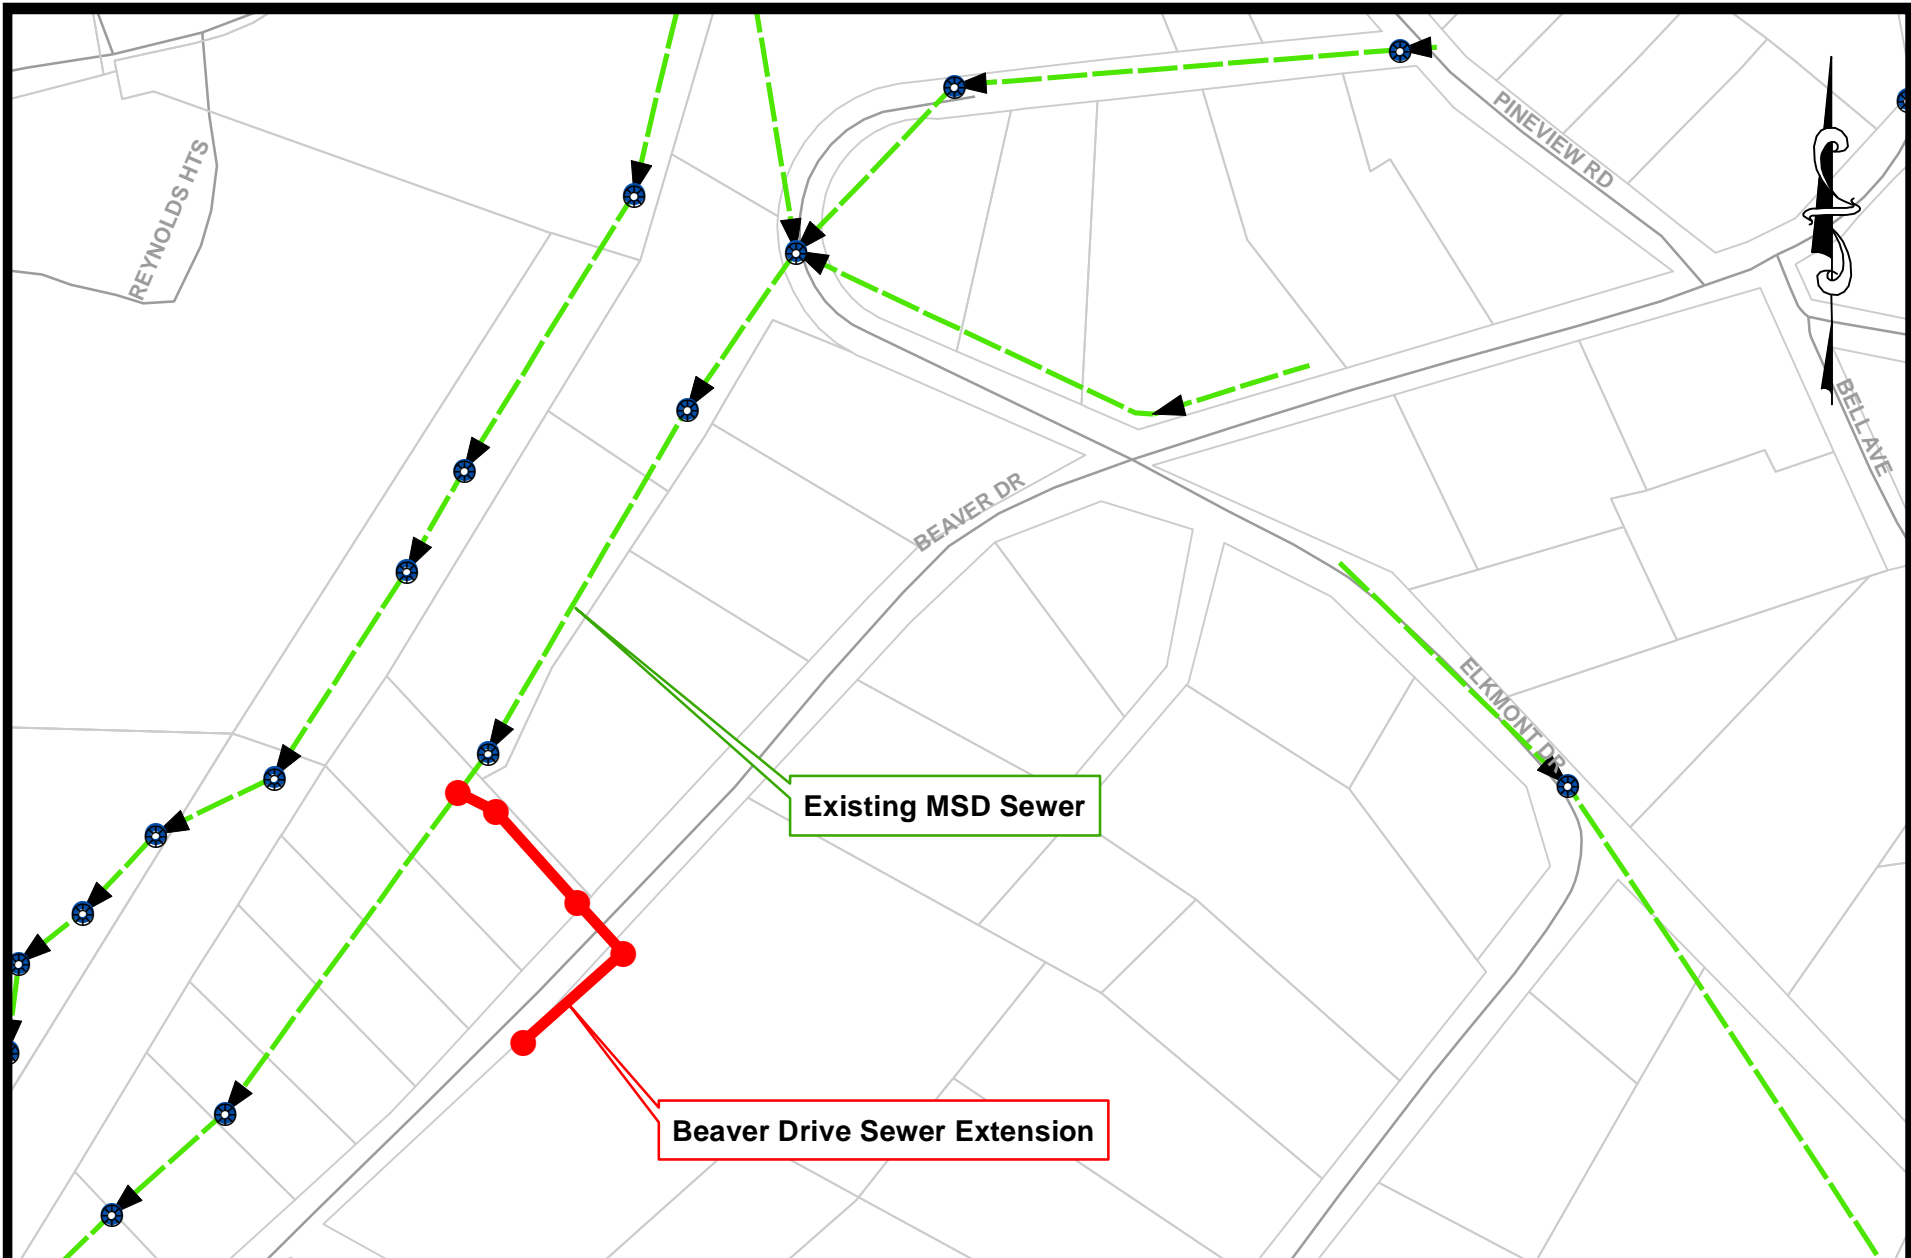 PINEVIEW RD
REYNOLDS HTS
BELL AVE
BEAVER DR
ELKMONT DR
Existing MSD Sewer
Beaver Drive Sewer Extension